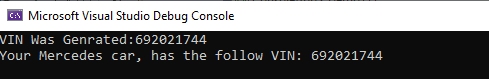 Microsoft Visual Studio Debug Console
VIN Was Genrated:692021744
Your Mercedes car, has the follow VIN: 692021744